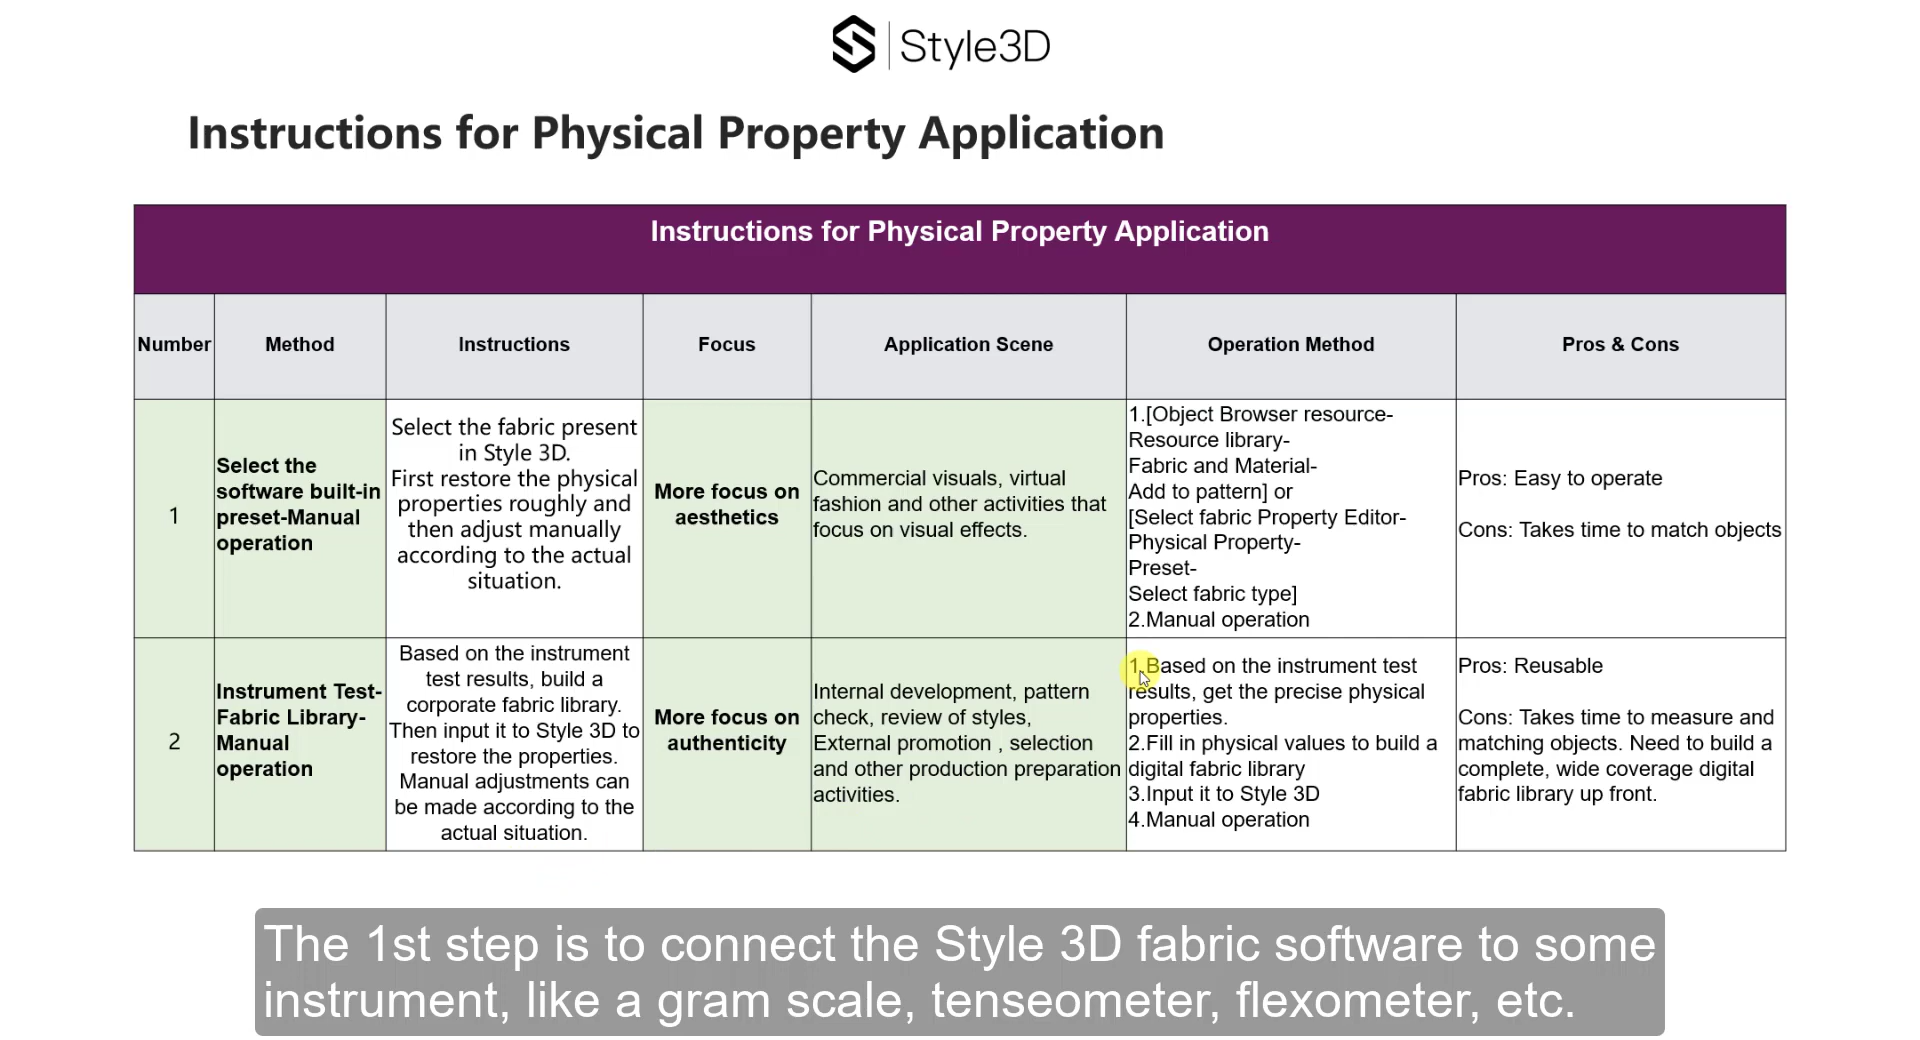 Style3D
Instructions for Physical Property Application
Instructions for Physical Property Application
Number
Method
Instructions
Focus
Application Scene
Operation Method
Pros & Cons
1
Select the
software built-in
preset-Manual
operation
Select the fabric present
in Style 3D.
First restore the physical
properties roughly and
then adjust manually
according to the actual
situation.
More focus on
aesthetics
Commercial visuals, virtual
fashion and other activities that
focus on visual effects.
1.[Object Browser resource-
Resource library-
Fabric and Material-
Add to pattern] or
[Select fabric Property Editor-
Physical Property-
Preset-
Select fabric type]
2.Manual operation
Pros: Easy to operate
Cons: Takes time to match objects
2
Instrument Test-
Fabric Library-
Manual
operation
Based on the instrument
test results, build a
corporate fabric library.
Then input it to Style 3D to
restore the properties.
Manual adjustments can
be made according to the
actual situation.
More focus on
authenticity
Internal development, pattern
check, review of styles,
External promotion , selection
and other production preparation
activities.
1.Based on the instrument test
results, get the precise physical
properties.
2.Fill in physical values to build a
digital fabric library
3.Input it to Style 3D
4.Manual operation
Pros: Reusable
Cons: Takes time to measure and
matching objects. Need to build a
complete, wide coverage digital
fabric library up front.
The 1st step is to connect the Style 3D fabric software to some
instrument, like a gram scale, tenseometer, flexometer, etc.